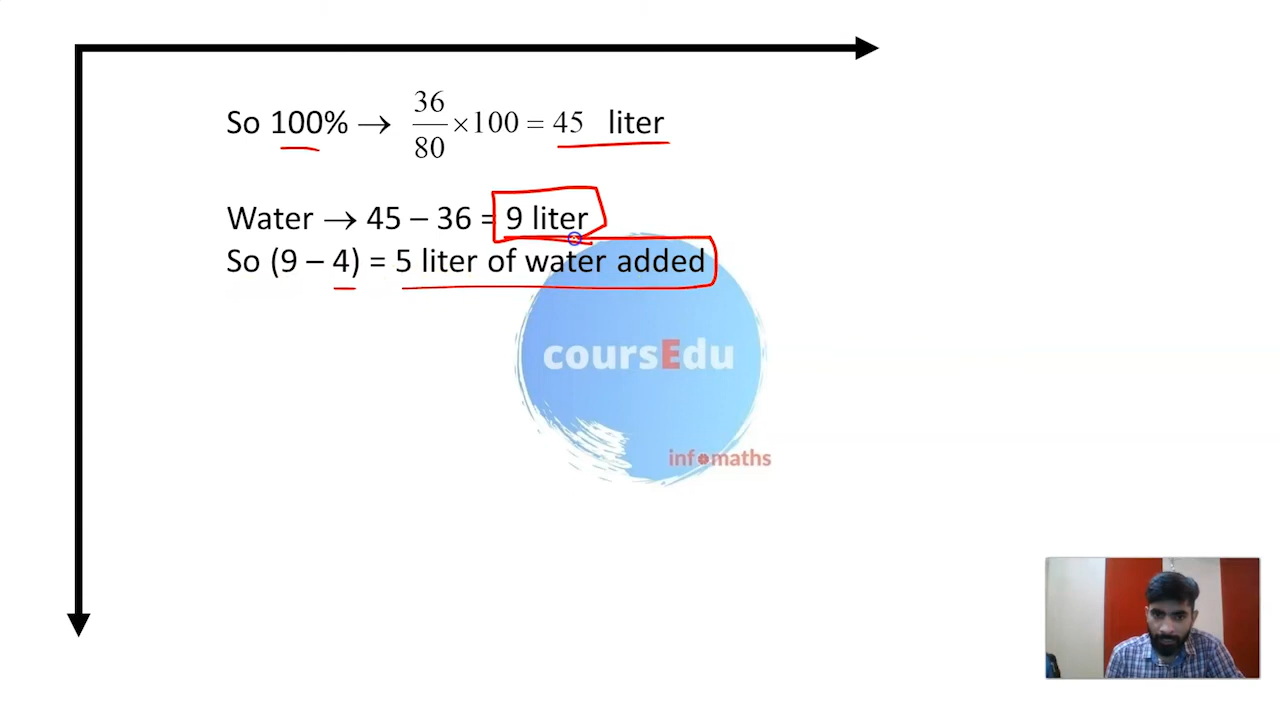 So 100% → 36/80 ×100 = 45 liter
Water → 45 – 36 = 9 liter
So (9 – 4) = 5 liter of water added
coursEdu
infomaths